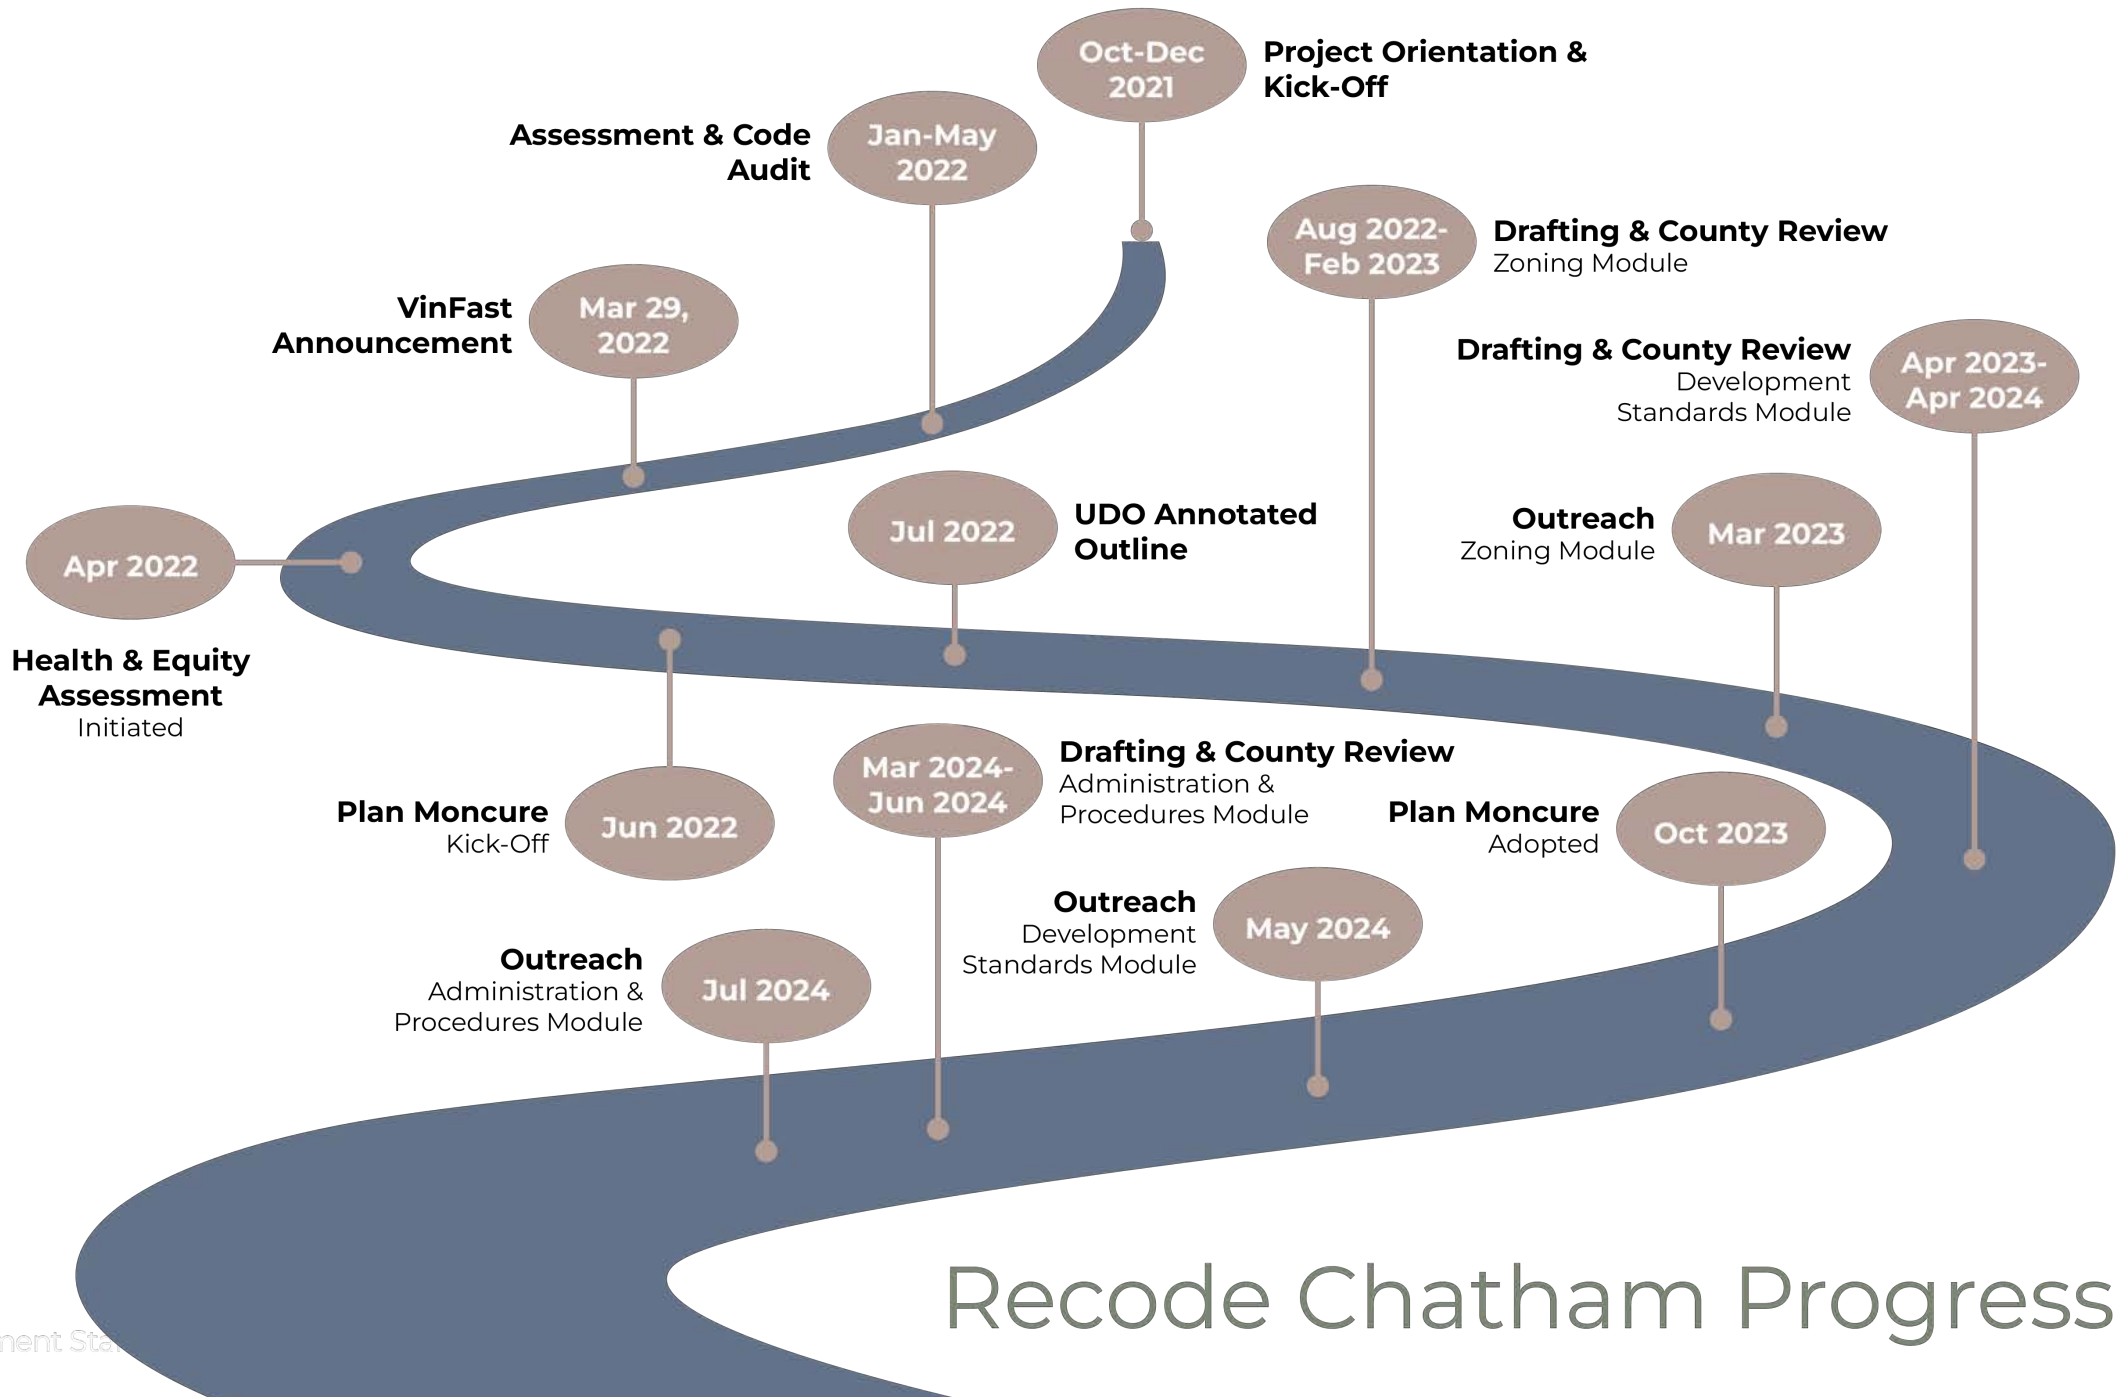 Oct-Dec
2021
Project Orientation &
Kick-Off
Assessment & Code
Audit
Jan-May
2022
VinFast
Announcement
Mar 29,
2022
Apr 2022
Health & Equity
Assessment
Initiated
Plan Moncure
Kick-Off
Jun 2022
Jul 2022
UDO Annotated
Outline
Aug 2022-
Feb 2023
Drafting & County Review
Zoning Module
Outreach
Zoning Module
Mar 2023
Drafting & County Review
Development
Standards Module
Apr 2023-
Apr 2024
Plan Moncure
Adopted
Oct 2023
Outreach
Development
Standards Module
May 2024
Mar 2024-
Jun 2024
Drafting & County Review
Administration &
Procedures Module
Outreach
Administration &
Procedures Module
Jul 2024
Recode Chatham Progress